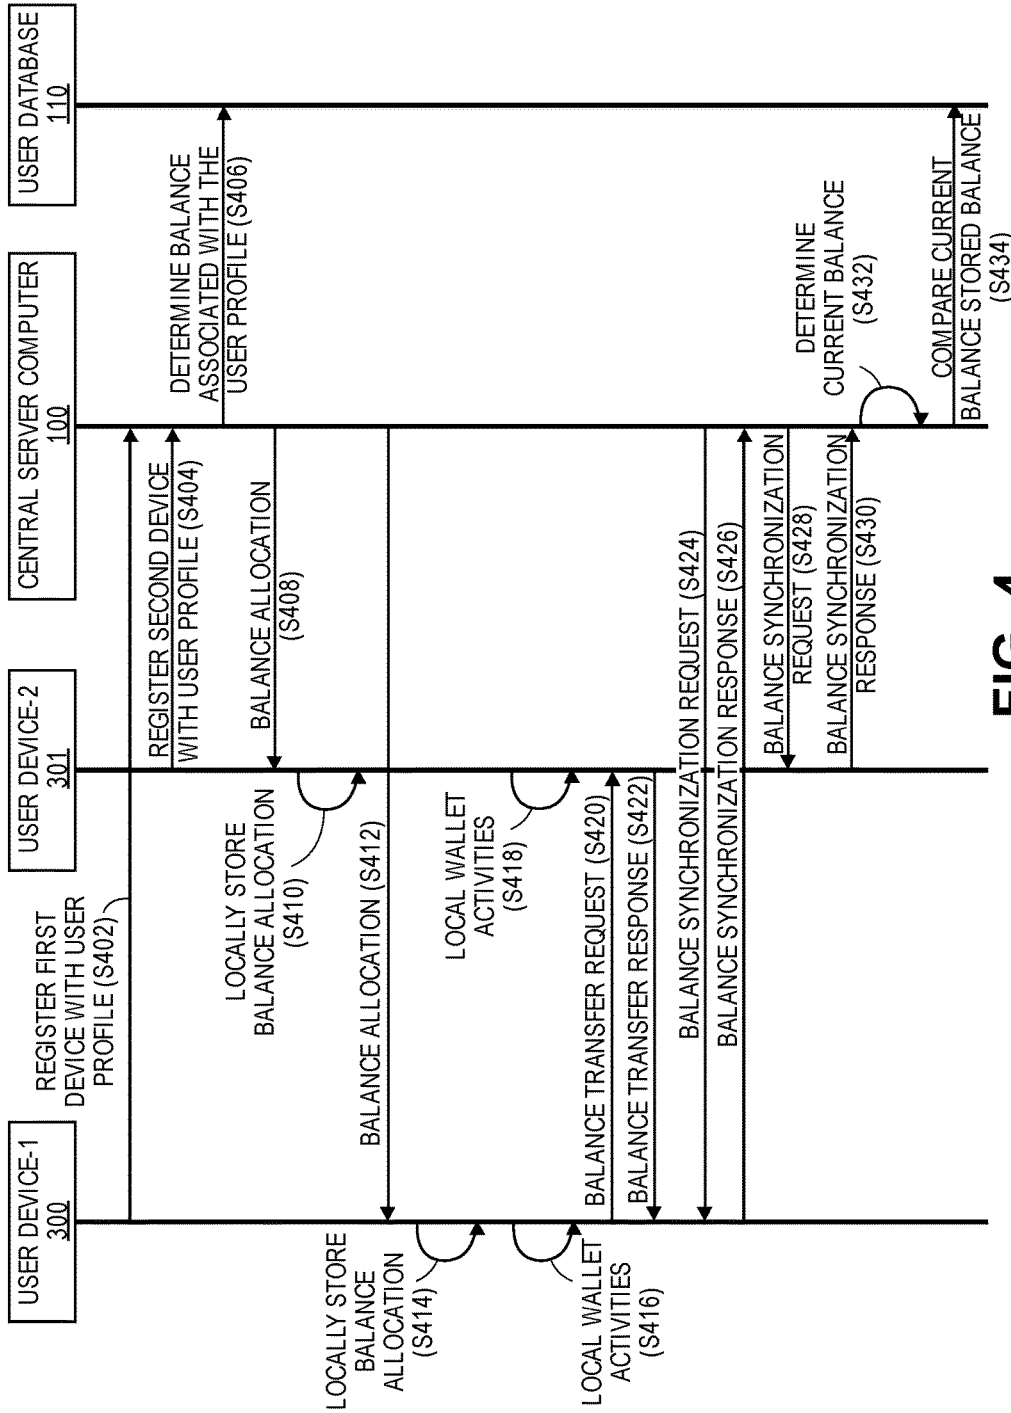 USER DEVICE-1
300
USER DEVICE-2
301
CENTRAL SERVER COMPUTER
100
USER DATABASE
110
REGISTER FIRST
DEVICE WITH USER
PROFILE (S402)
REGISTER SECOND DEVICE
WITH USER PROFILE (S404)
DETERMINE BALANCE
ASSOCIATED WITH THE
USER PROFILE (S406)
BALANCE ALLOCATION
(S408)
LOCALLY STORE
BALANCE ALLOCATION
(S410)
BALANCE ALLOCATION (S412)
LOCALLY STORE
BALANCE
ALLOCATION
(S414)
LOCAL WALLET
ACTIVITIES
(S416)
LOCAL WALLET
ACTIVITIES
(S418)
BALANCE TRANSFER REQUEST (S420)
BALANCE TRANSFER RESPONSE (S422)
BALANCE SYNCHRONIZATION REQUEST (S424)
BALANCE SYNCHRONIZATION RESPONSE (S426)
BALANCE SYNCHRONIZATION
REQUEST (S428)
BALANCE SYNCHRONIZATION
RESPONSE (S430)
DETERMINE
CURRENT BALANCE
(S432)
COMPARE CURRENT
BALANCE STORED BALANCE
(S434)
FIG. 4